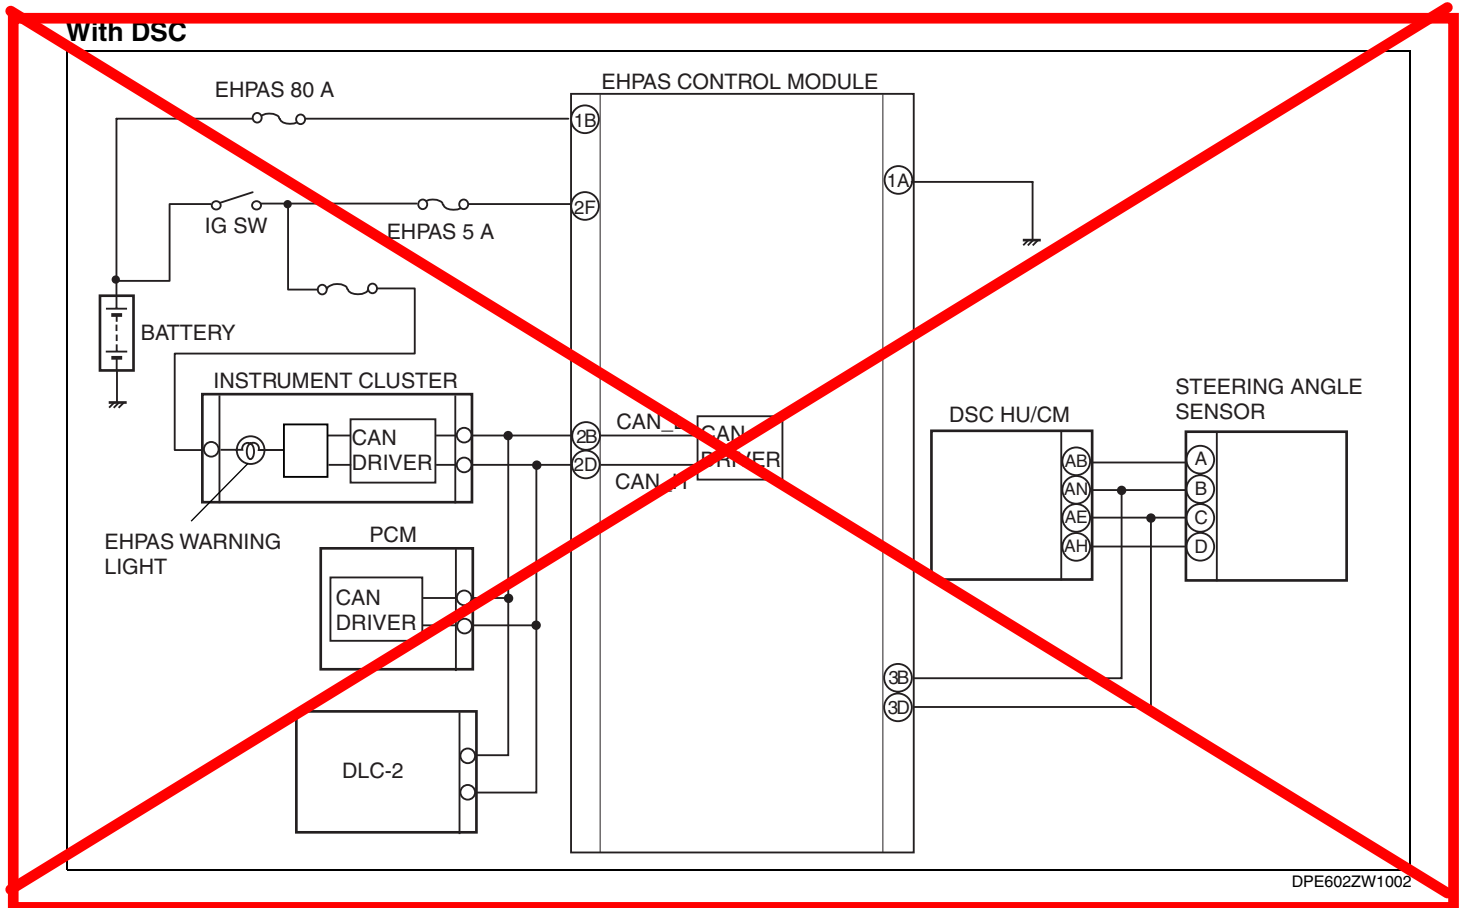 With DSC
EHPAS 80 A
EHPAS CONTROL MODULE
1B
1A
2F
IG SW
EHPAS 5 A
BATTERY
INSTRUMENT CLUSTER
STEERING ANGLE
SENSOR
DSC HU/CM
CAN
DRIVER
2B
2D
CAN
DRIVER
AB
AN
AE
AH
A
B
C
D
EHPAS WARNING
LIGHT
PCM
CAN
DRIVER
3B
3D
DLC-2
DPE602ZW1002